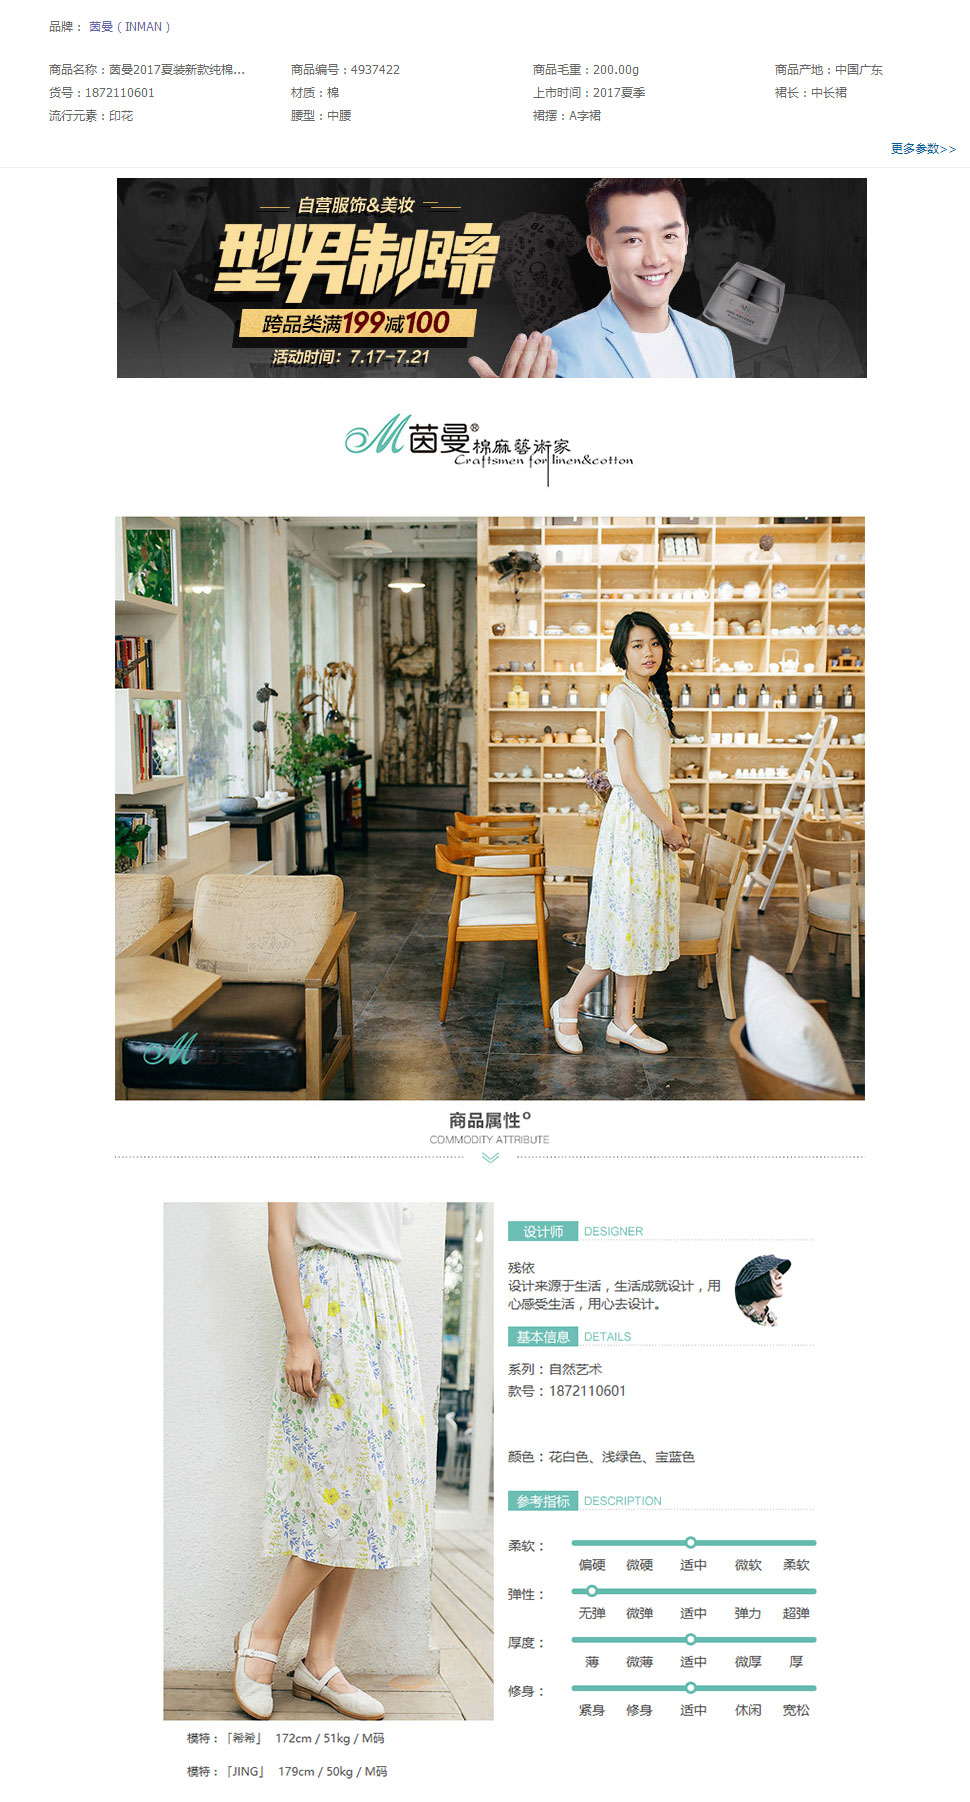 品牌： 茵曼（INMAN）
商品名称：茵曼2017夏装新款纯棉...
商品编号：4937422
商品毛重：200.00g
商品产地：中国广东
货号：1872110601
材质：棉
上市时间：2017夏季
裙长：中长裙
流行元素：印花
腰型：中腰
裙摆：A字裙
更多参数>>
自营服饰&美妆
型男制噪
跨品类满199减100
活动时间：7.17-7.21
茵曼®棉麻藝術家
Craftsmen for linen&cotton
茵曼
商品属性
COMMODITY ATTRIBUTE
设计师 DESIGNER
残依
设计来源于生活，生活成就设计，用
心感受生活，用心去设计。
基本信息 DETAILS
系列：自然艺术
款号：1872110601
颜色：花白色、浅绿色、宝蓝色
参考指标 DESCRIPTION
柔软：
偏硬 微硬 适中 微软 柔软
弹性：
无弹 微弹 适中 弹力 超弹
厚度：
薄 微薄 适中 微厚 厚
修身：
紧身 修身 适中 休闲 宽松
模特：「希希」 172cm / 51kg / M码
模特：「JING」 179cm / 50kg / M码